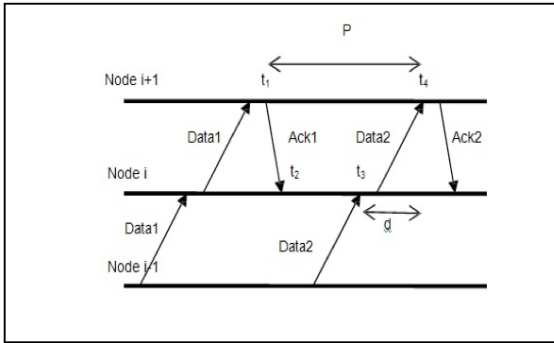 P
Node i+1
t1
t4
Data1
Ack1
Data2
Ack2
Node i
t2
t3
Data1
Data2
d
Node i-1